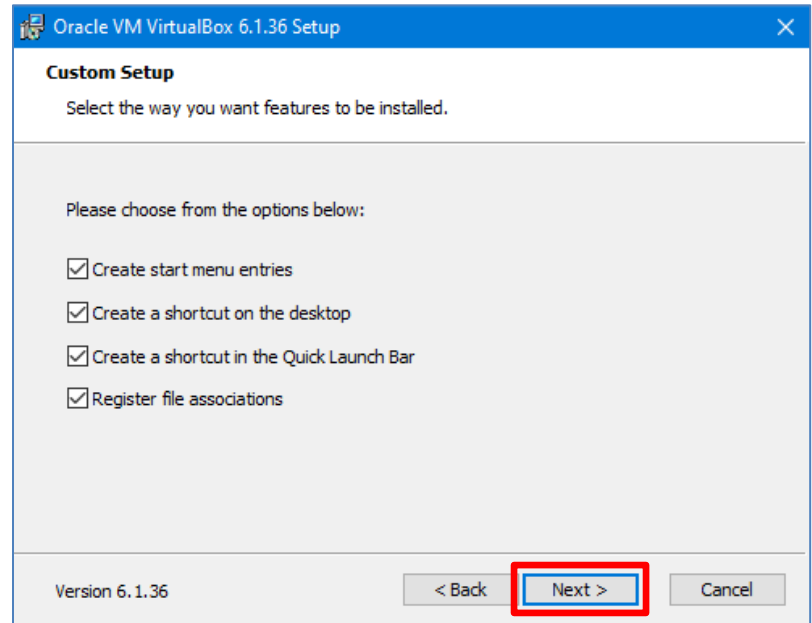 Oracle VM VirtualBox 6.1.36 Setup
Custom Setup
Select the way you want features to be installed.
Please choose from the options below:
Create start menu entries
Create a shortcut on the desktop
Create a shortcut in the Quick Launch Bar
Register file associations
Version 6.1.36
< Back
Next >
Cancel